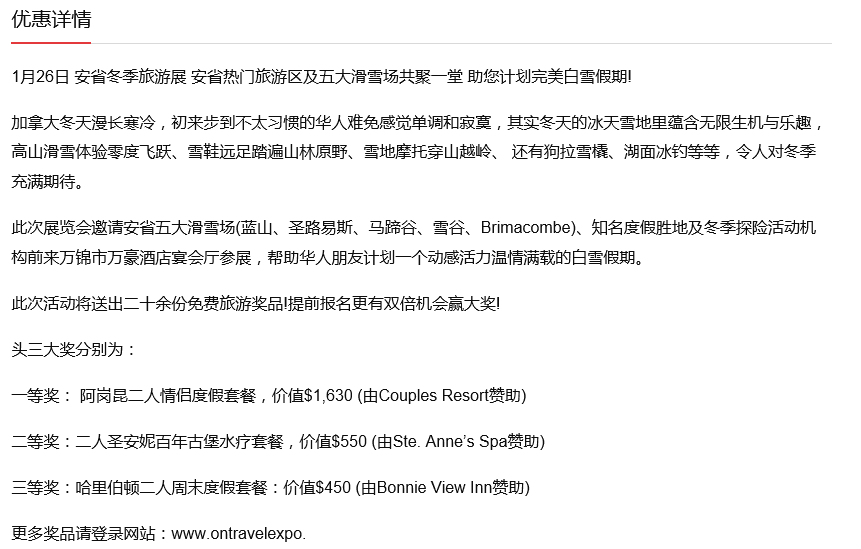 优惠详情
1月26日 安省冬季旅游展 安省热门旅游区及五大滑雪场共聚一堂 助您计划完美白雪假期!
加拿大冬天漫长寒冷，初来步到不太习惯的华人难免感觉单调和寂寞，其实冬天的冰天雪地里蕴含无限生机与乐趣，
高山滑雪体验零度飞跃、雪鞋远足踏遍山林原野、雪地摩托穿山越岭、 还有狗拉雪橇、湖面冰钓等等，令人对冬季
充满期待。
此次展览会邀请安省五大滑雪场(蓝山、圣路易斯、马蹄谷、雪谷、Brimacombe)、知名度假胜地及冬季探险活动机
构前来万锦市万豪酒店宴会厅参展，帮助华人朋友计划一个动感活力温情满载的白雪假期。
此次活动将送出二十余份免费旅游奖品!提前报名更有双倍机会赢大奖!
头三大奖分别为：
一等奖： 阿岗昆二人情侣度假套餐，价值$1,630 (由Couples Resort赞助)
二等奖：二人圣安妮百年古堡水疗套餐，价值$550 (由Ste. Anne’s Spa赞助)
三等奖：哈里伯顿二人周末度假套餐：价值$450 (由Bonnie View Inn赞助)
更多奖品请登录网站：www.ontravelexpo.